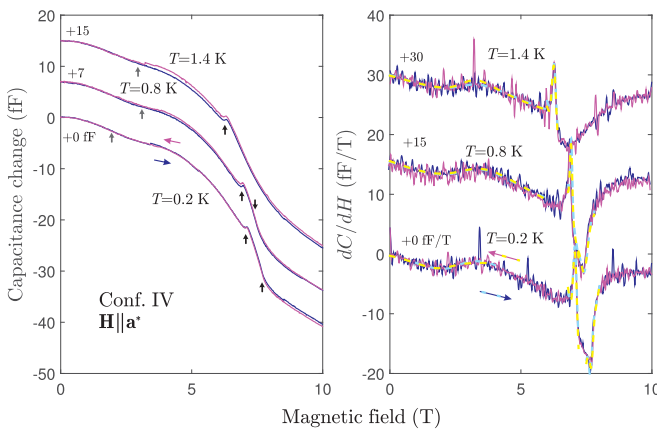 Capacitance change (fF)
20
10
0
-10
-20
-30
-40
-50
+15
T=1.4 K
+7
T=0.8 K
+0 fF
T=0.2 K
Conf. IV
H||a*
0
5
10
dC/dH (fF/T)
40
30
20
10
0
-10
-20
+30
T=1.4 K
+15
T=0.8 K
+0 fF/T
T=0.2 K
0
5
10
Magnetic field (T)